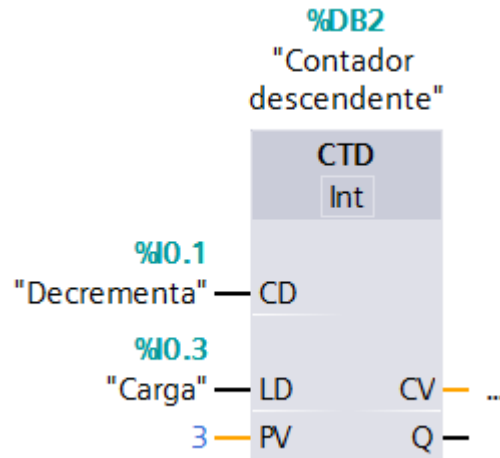 %DB2
"Contador
descendente"
CTD
Int
%I0.1
"Decrementa" CD
%I0.3
"Carga" LD CV ...
3 PV Q